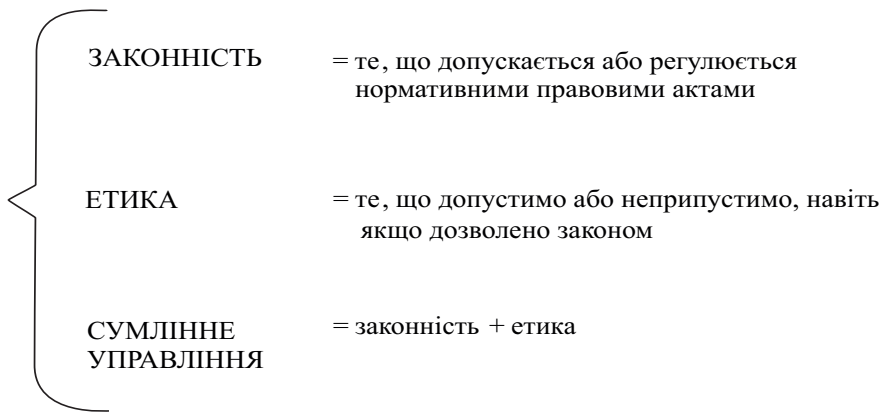 ЗАКОННІСТЬ = те, що допускається або регулюється
нормативними правовими актами
ЕТИКА = те, що допустимо або неприпустимо, навіть
якщо дозволено законом
СУМЛІННЕ = законність + етика
УПРАВЛІННЯ